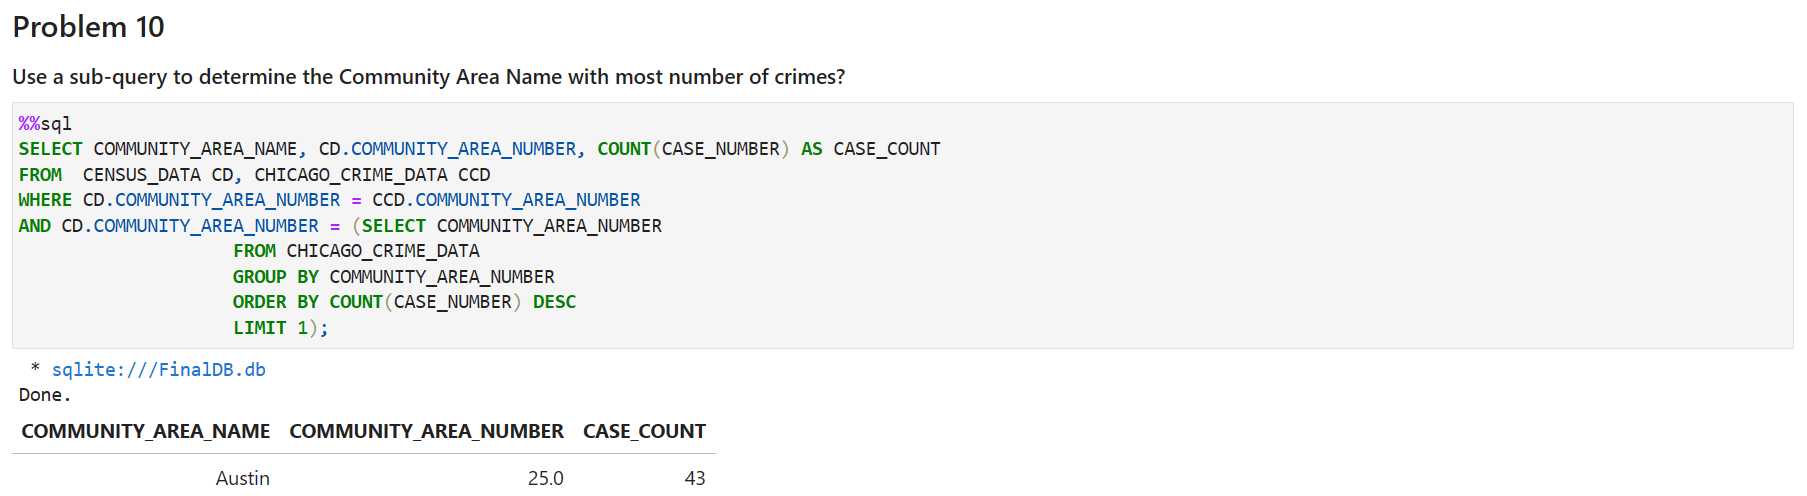 Problem 10
Use a sub-query to determine the Community Area Name with most number of crimes?
%%sql
SELECT COMMUNITY_AREA_NAME, CD.COMMUNITY_AREA_NUMBER, COUNT(CASE_NUMBER) AS CASE_COUNT
FROM  CENSUS_DATA CD, CHICAGO_CRIME_DATA CCD
WHERE CD.COMMUNITY_AREA_NUMBER = CCD.COMMUNITY_AREA_NUMBER
AND CD.COMMUNITY_AREA_NUMBER = (SELECT COMMUNITY_AREA_NUMBER
                    FROM CHICAGO_CRIME_DATA
                    GROUP BY COMMUNITY_AREA_NUMBER
                    ORDER BY COUNT(CASE_NUMBER) DESC
                    LIMIT 1);
* sqlite:///FinalDB.db
Done.
COMMUNITY_AREA_NAME COMMUNITY_AREA_NUMBER CASE_COUNT
Austin 25.0 43